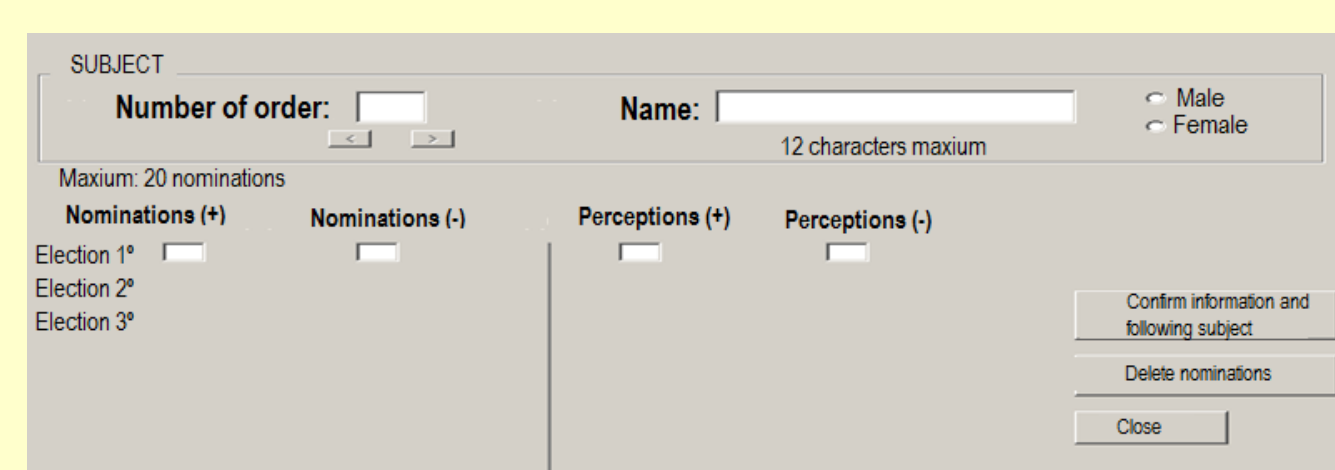 SUBJECT
Number of order: Name: Male
< > Female
12 characters maxium
Maxium: 20 nominations
Nominations (+) Nominations (-) Perceptions (+) Perceptions (-)
Election 1º
Election 2º
Election 3º
Confirm information and
following subject
Delete nominations
Close